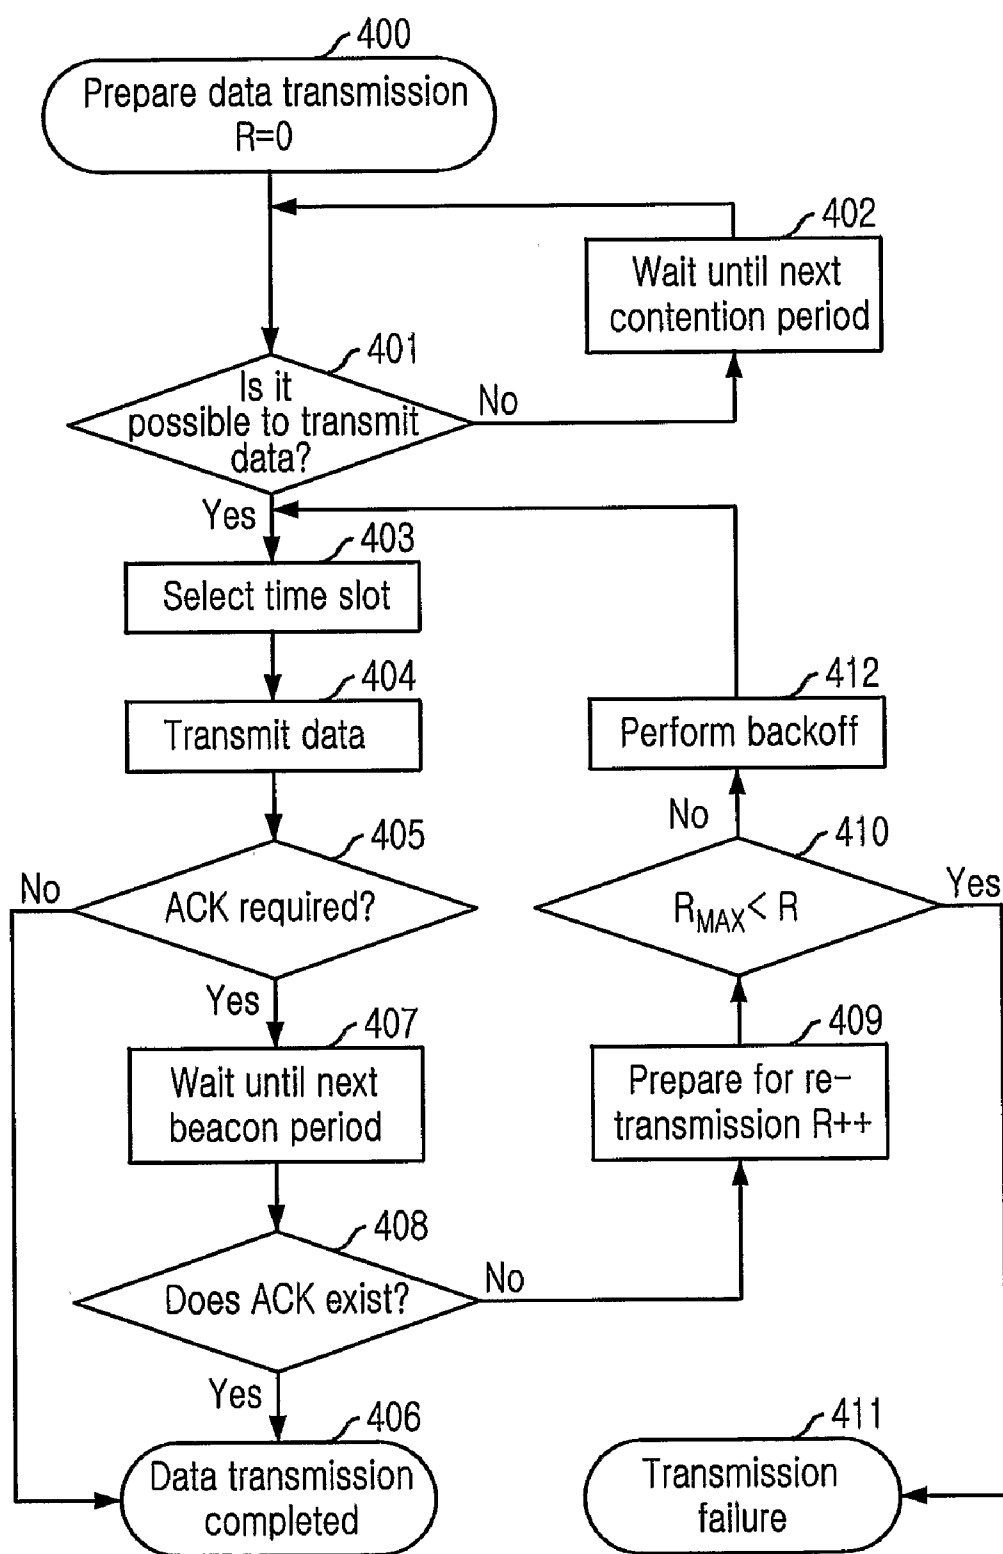 400
Prepare data transmission
R=0
402
Wait until next
contention period
401
Is it
possible to transmit
data?
No
Yes
403
Select time slot
404
Transmit data
412
Perform backoff
No
405
ACK required?
No
Yes
410
RMAX< R
Yes
407
Wait until next
beacon period
409
Prepare for re-
transmission R++
408
Does ACK exist?
No
Yes
406
Data transmission
completed
411
Transmission
failure